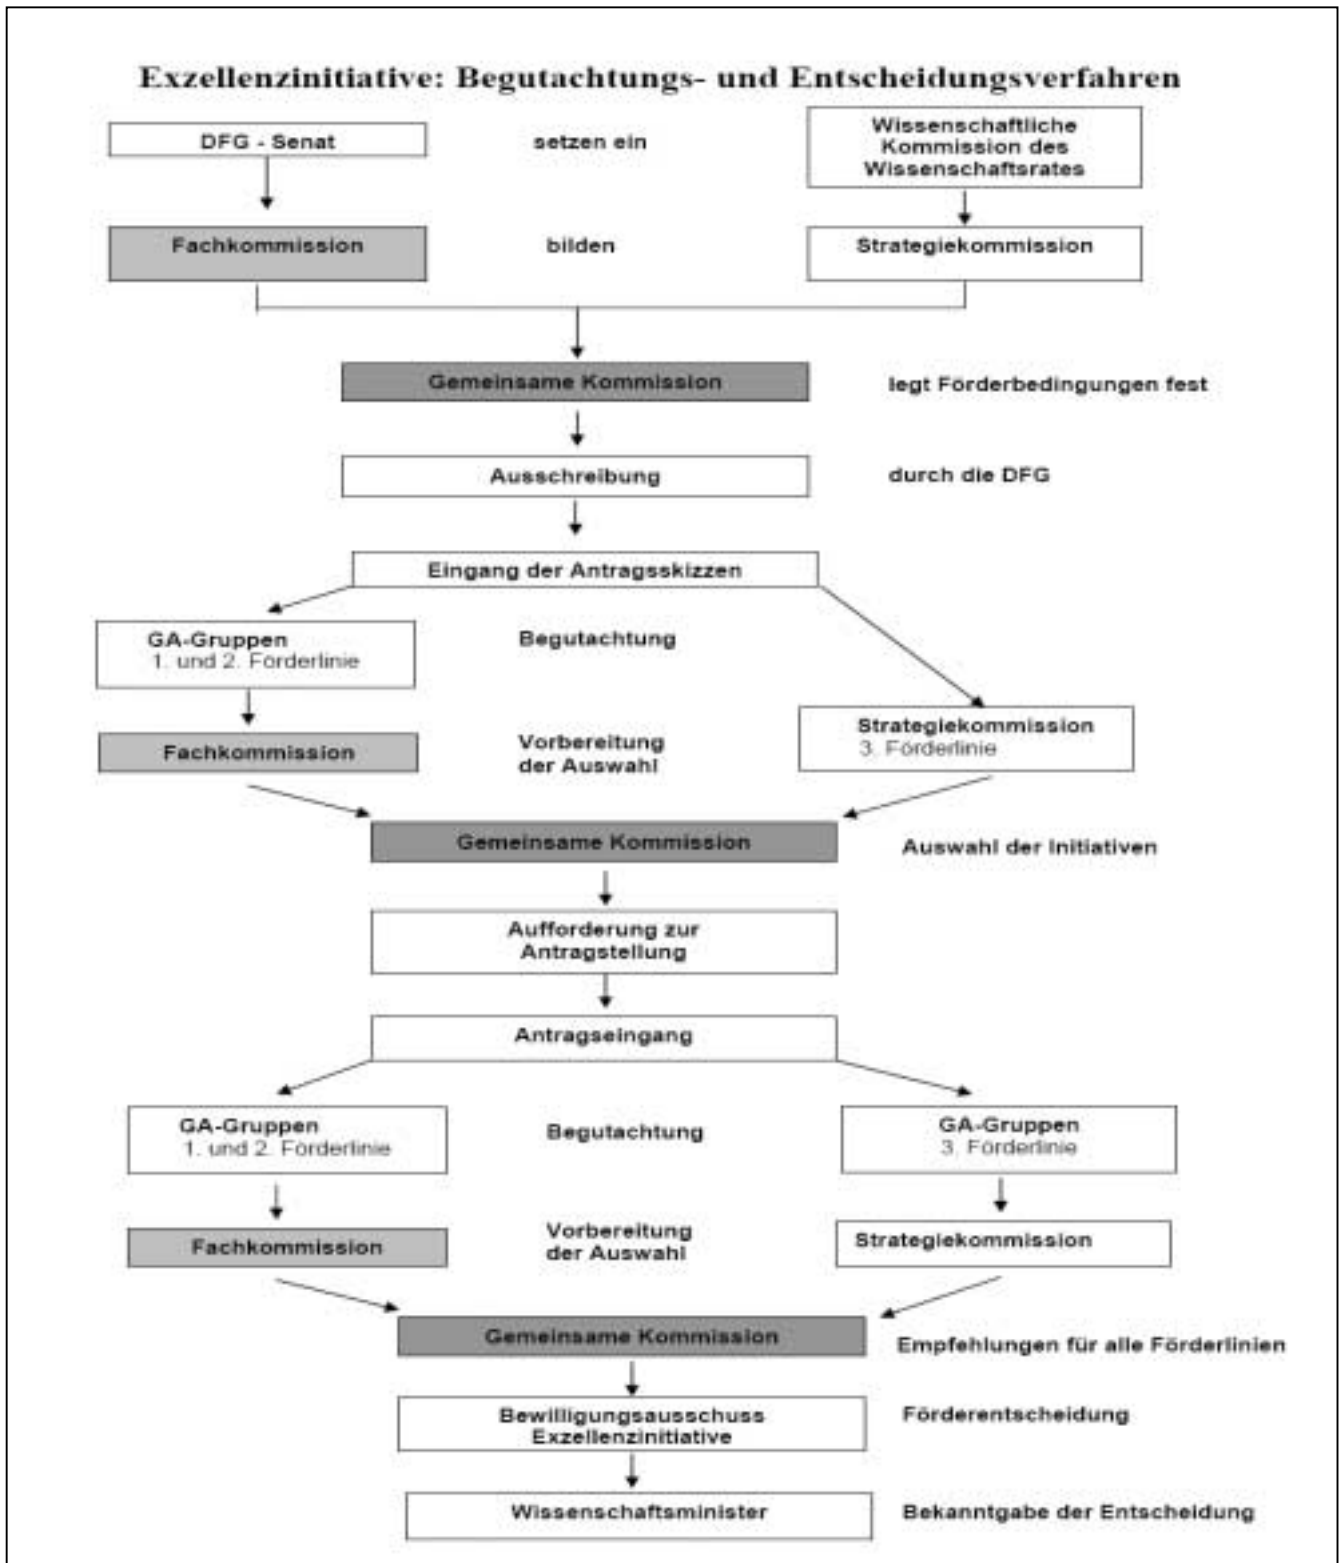 Exzellenzinitiative: Begutachtungs- und Entscheidungsverfahren
DFG - Senat
setzen ein
Wissenschaftliche
Kommission des
Wissenschaftsrates
Fachkommission
bilden
Strategiekommission
Gemeinsame Kommission
legt Förderbedingungen fest
Ausschreibung
durch die DFG
Eingang der Antragsskizzen
GA-Gruppen
1. und 2. Förderlinie
Begutachtung
Strategiekommission
3. Förderlinie
Fachkommission
Vorbereitung
der Auswahl
Gemeinsame Kommission
Auswahl der Initiativen
Aufforderung zur
Antragstellung
Antragseingang
GA-Gruppen
1. und 2. Förderlinie
Begutachtung
GA-Gruppen
3. Förderlinie
Fachkommission
Vorbereitung
der Auswahl
Strategiekommission
Gemeinsame Kommission
Empfehlungen für alle Förderlinien
Bewilligungsausschuss
Exzellenzinitiative
Förderentscheidung
Wissenschaftsminister
Bekanntgabe der Entscheidung